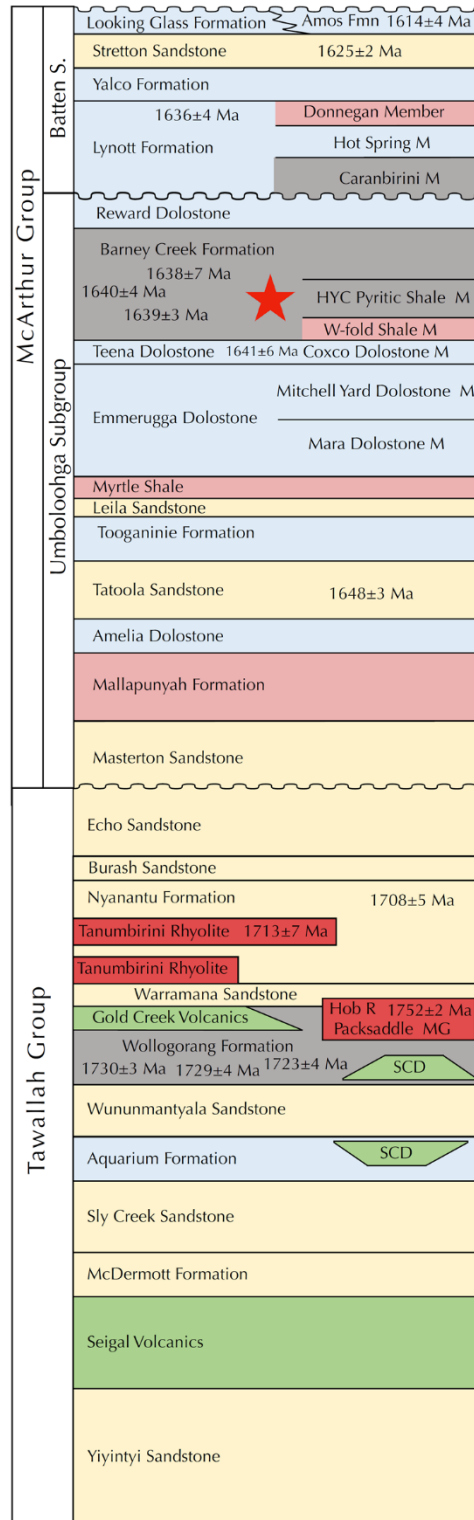 Looking Glass Formation
Amos Fmn 1614±4 Ma
Stretton Sandstone
1625±2 Ma
Yalco Formation
1636±4 Ma
Donnegan Member
Lynott Formation
Hot Spring M
Caranbirini M
Batten S.
Reward Dolostone
Barney Creek Formation
1638±7 Ma
1640±4 Ma
1639±3 Ma
HYC Pyritic Shale M
W-fold Shale M
Teena Dolostone
1641±6 Ma
Coxco Dolostone M
Emmerugga Dolostone
Mitchell Yard Dolostone M
Mara Dolostone M
Myrtle Shale
Leila Sandstone
Tooganinie Formation
Tatoola Sandstone
1648±3 Ma
Amelia Dolostone
Mallapunyah Formation
Masterton Sandstone
Umboloohga Subgroup
McArthur Group
Echo Sandstone
Burash Sandstone
Nyanantu Formation
1708±5 Ma
Tanumbirini Rhyolite 1713±7 Ma
Tanumbirini Rhyolite
Warramana Sandstone
Gold Creek Volcanics
Hob R 1752±2 Ma
Packsaddle MG
Wollogorang Formation
1730±3 Ma 1729±4 Ma 1723±4 Ma
SCD
Wununmantyala Sandstone
Aquarium Formation
SCD
Sly Creek Sandstone
McDermott Formation
Seigal Volcanics
Yiyintyi Sandstone
Tawallah Group